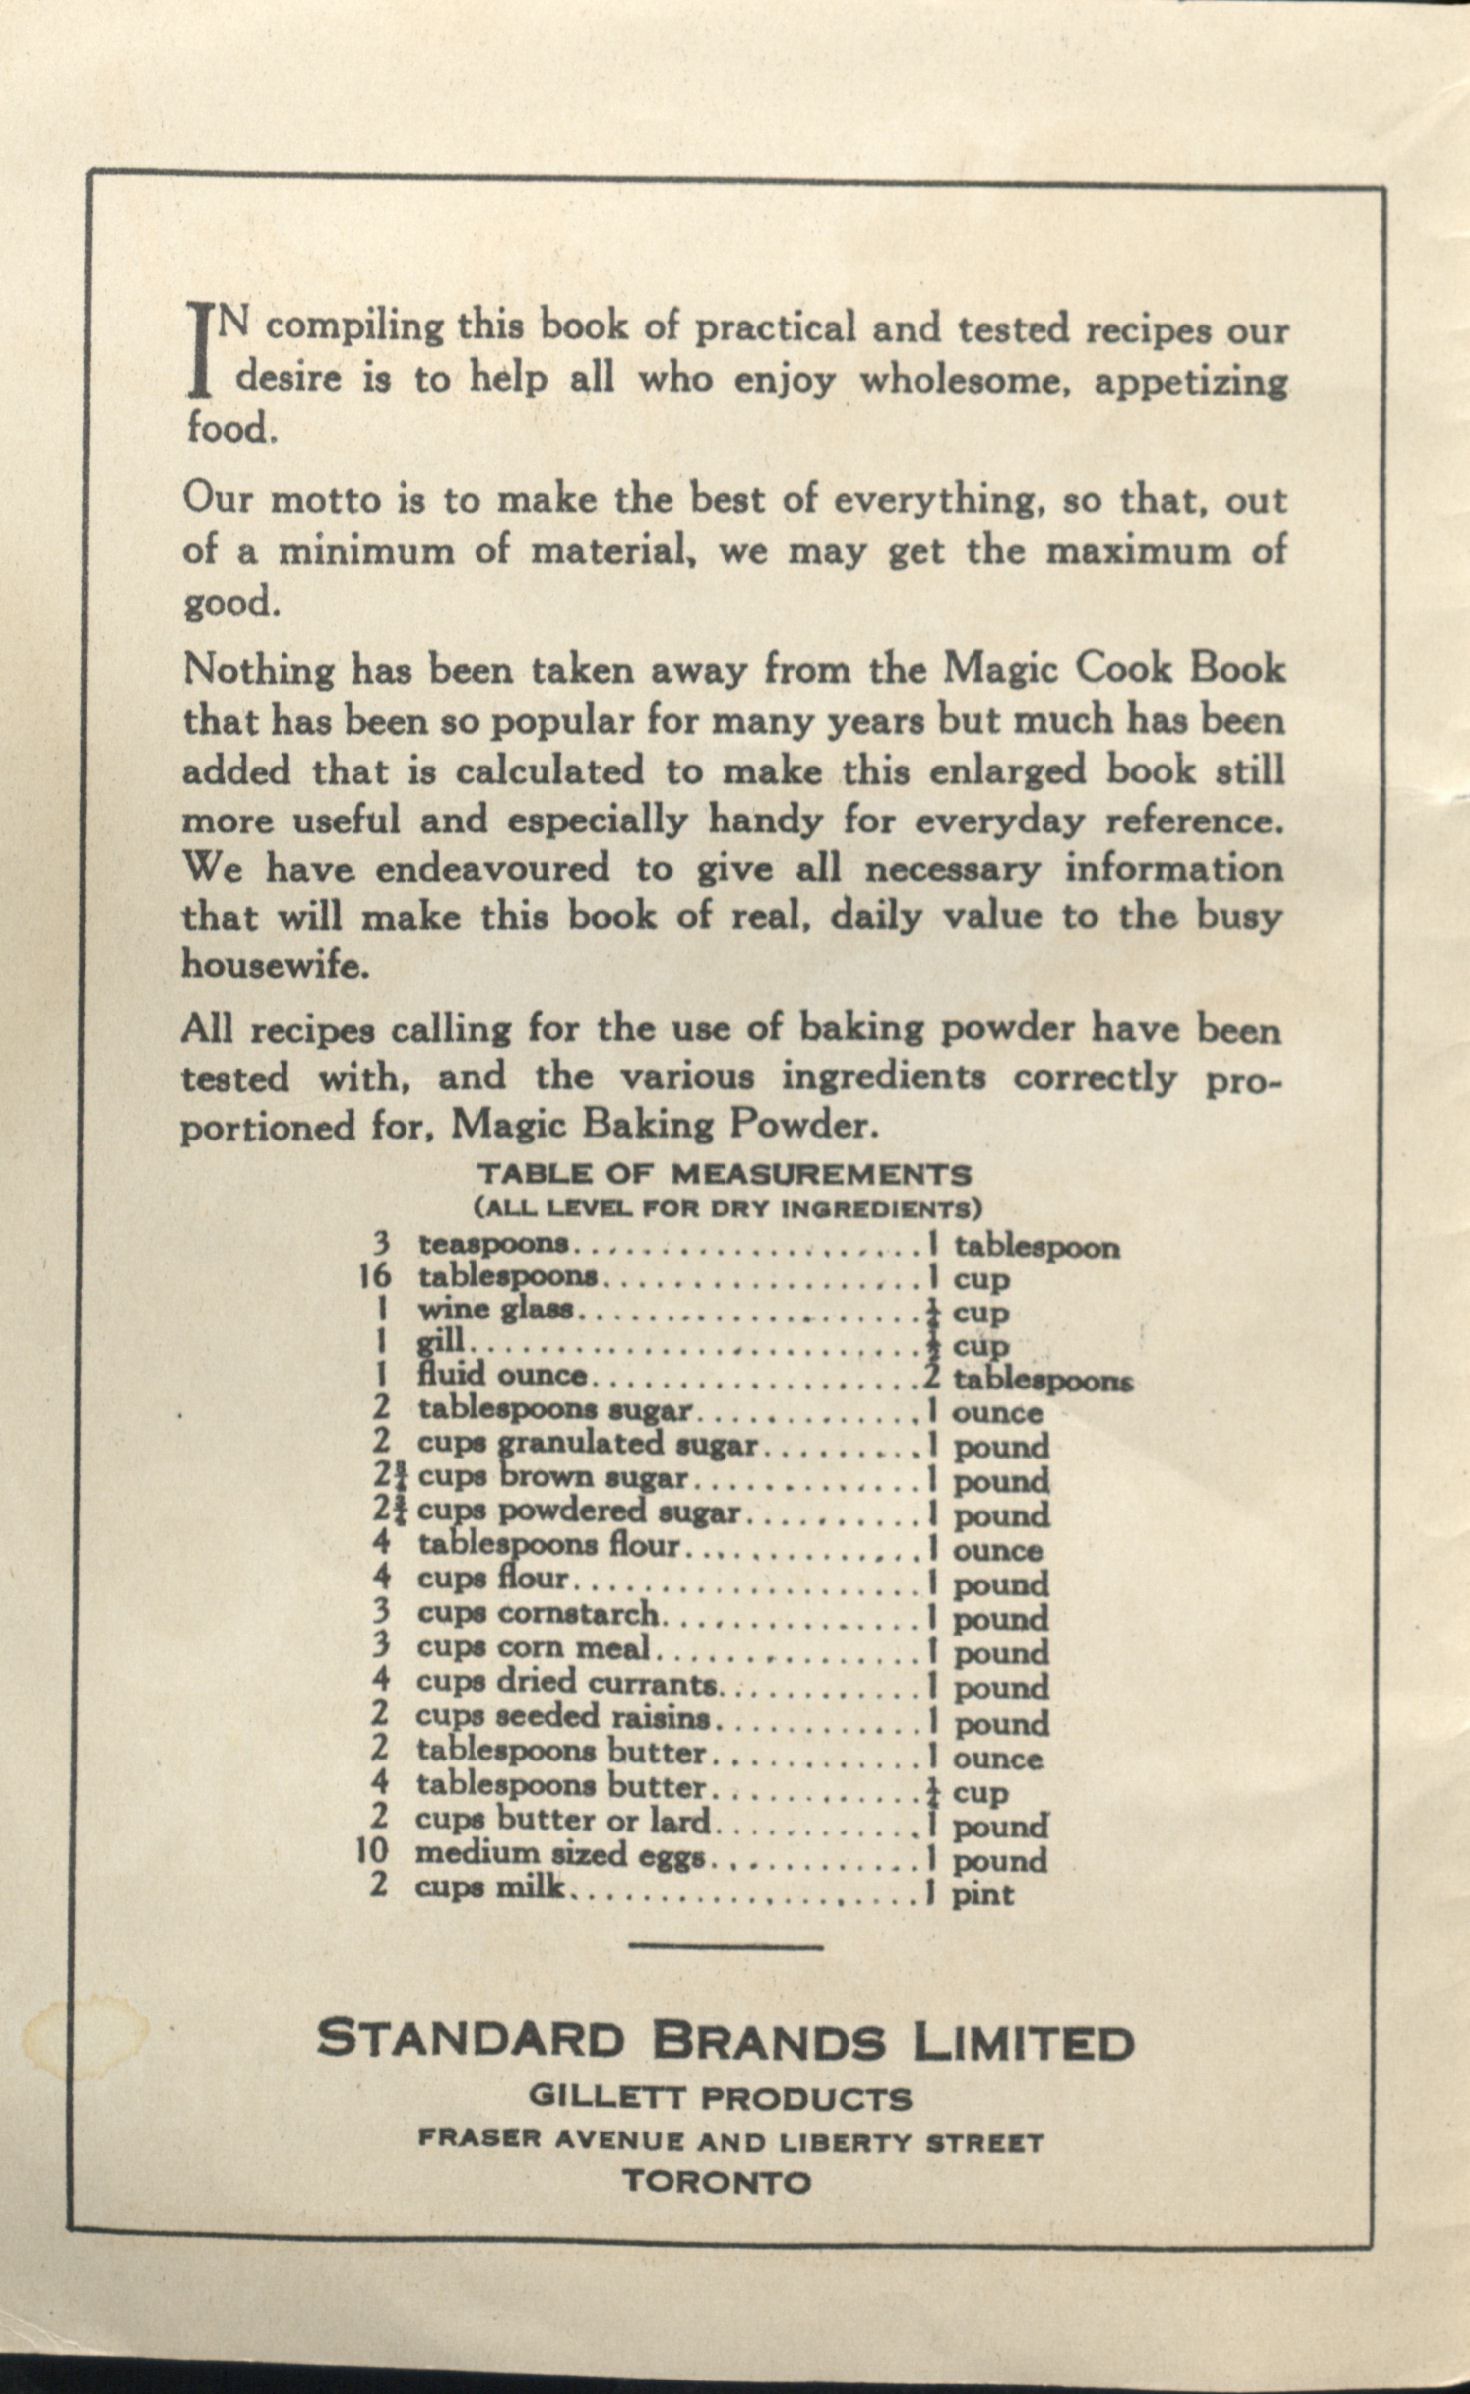 IN compiling this book of practical and tested recipes our
desire is to help all who enjoy wholesome, appetizing
food.
Our motto is to make the best of everything, so that, out
of a minimum of material, we may get the maximum of
good.
Nothing has been taken away from the Magic Cook Book
that has been so popular for many years but much has been
added that is calculated to make this enlarged book still
more useful and especially handy for everyday reference.
We have endeavoured to give all necessary information
that will make this book of real, daily value to the busy
housewife.
All recipes calling for the use of baking powder have been
tested with, and the various ingredients correctly pro-
portioned for, Magic Baking Powder.
TABLE OF MEASUREMENTS
(ALL LEVEL FOR DRY INGREDIENTS)
3 teaspoons....................1 tablespoon
16 tablespoons..................1 cup
1 wine glass...................¼ cup
1 gill.........................½ cup
1 fluid ounce..................2 tablespoons
2 tablespoons sugar.............1 ounce
2 cups granulated sugar.........1 pound
2¾ cups brown sugar.............1 pound
2¾ cups powdered sugar..........1 pound
4 tablespoons flour.............1 ounce
4 cups flour....................1 pound
3 cups cornstarch...............1 pound
3 cups corn meal...............1 pound
4 cups dried currants............1 pound
2 cups seeded raisins............1 pound
2 tablespoons butter............1 ounce
4 tablespoons butter............¼ cup
2 cups butter or lard............1 pound
10 medium sized eggs............1 pound
2 cups milk....................1 pint
STANDARD BRANDS LIMITED
GILLETT PRODUCTS
FRASER AVENUE AND LIBERTY STREET
TORONTO